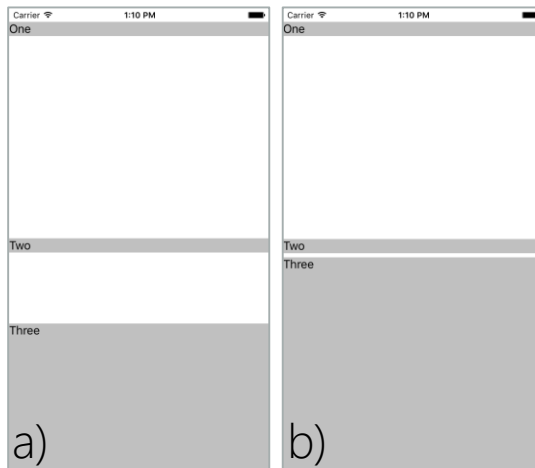 Carrier 1:10 PM
One
Two
Three
a)
Carrier 1:10 PM
One
Two
Three
b)